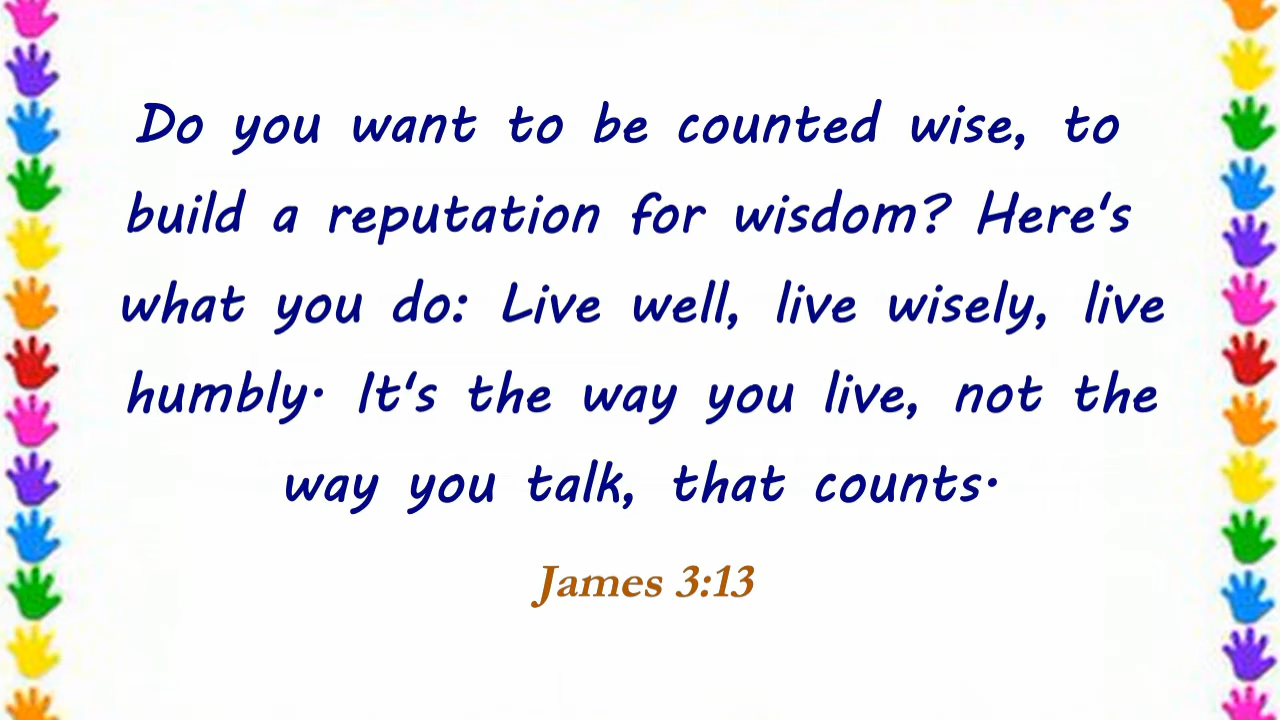 Do you want to be counted wise, to
build a reputation for wisdom? Here's
what you do: Live well, live wisely, live
humbly. It's the way you live, not the
way you talk, that counts.
James 3:13